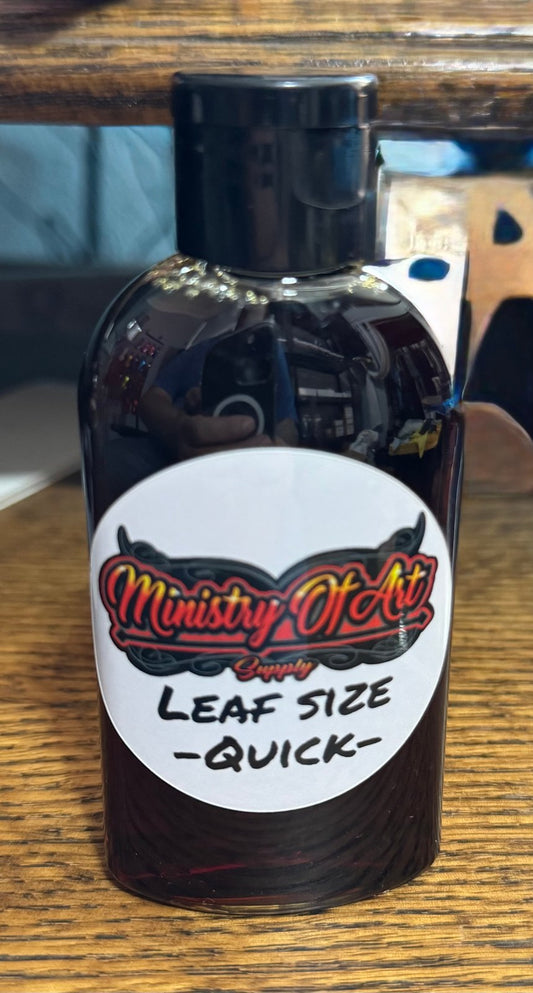 Ministry Of Art
Supply
LEAF SIZE
-QUICK-